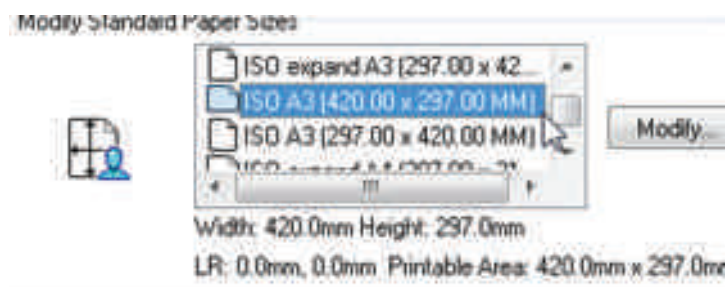 Modify Standard Paper Sizes
ISO expand A3 (297.00 x 42...
ISO A3 (420.00 x 297.00 MM)
ISO A3 (297.00 x 420.00 MM)
Modify...
Width: 420.0mm Height: 297.0mm
LR: 0.0mm, 0.0mm Printable Area: 420.0mm x 297.0mm